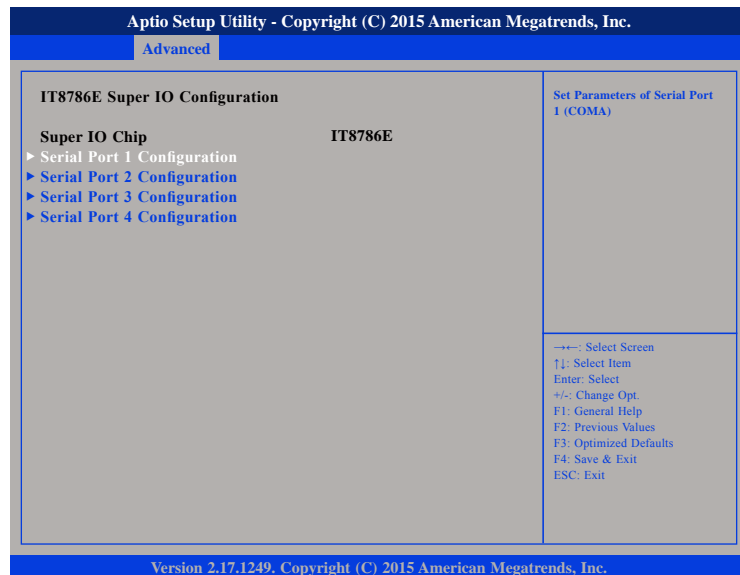 Aptio Setup Utility - Copyright (C) 2015 American Megatrends, Inc.
Advanced
IT8786E Super IO Configuration
Super IO Chip IT8786E
► Serial Port 1 Configuration
► Serial Port 2 Configuration
► Serial Port 3 Configuration
► Serial Port 4 Configuration
Set Parameters of Serial Port
1 (COMA)
→←: Select Screen
↑↓: Select Item
Enter: Select
+/-: Change Opt.
F1: General Help
F2: Previous Values
F3: Optimized Defaults
F4: Save & Exit
ESC: Exit
Version 2.17.1249. Copyright (C) 2015 American Megatrends, Inc.